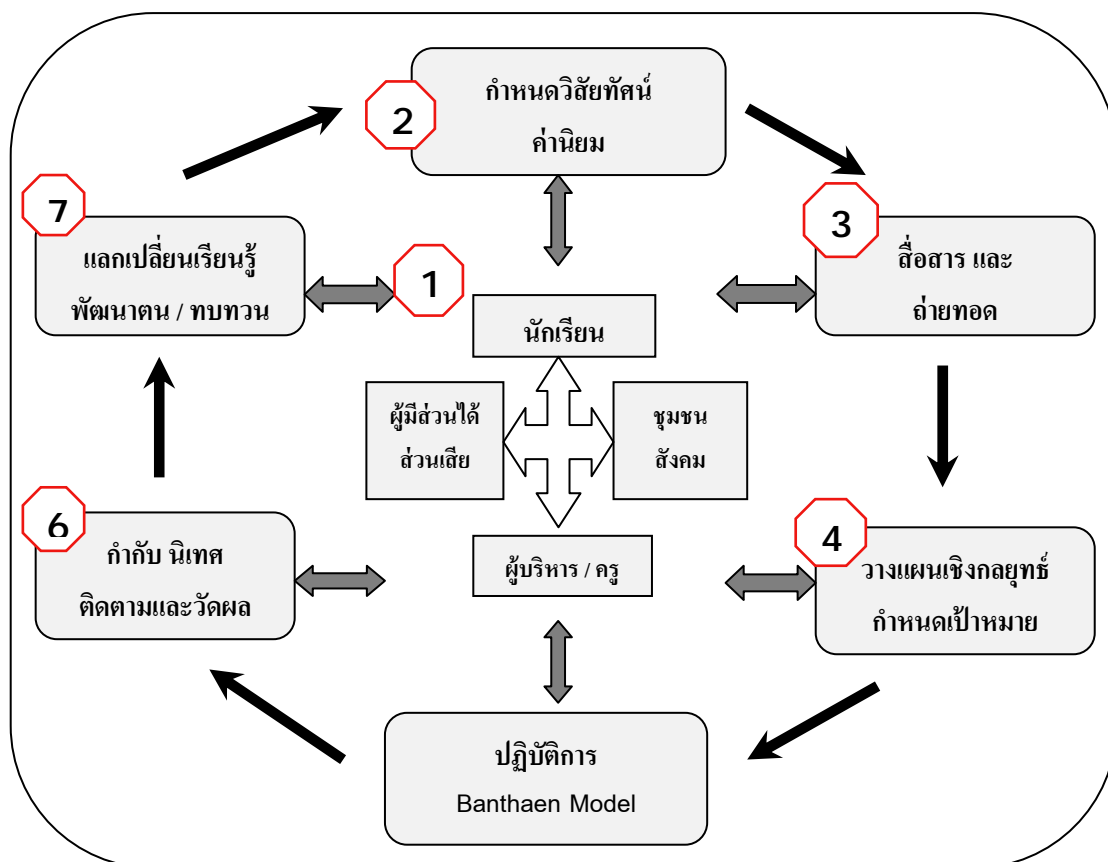 2
กำหนดวิสัยทัศน์
ค่านิยม
7
แลกเปลี่ยนเรียนรู้
พัฒนาตน / ทบทวน
1
3
สื่อสาร และ
ถ่ายทอด
นักเรียน
ผู้มีส่วนได้
ส่วนเสีย
ชุมชน
สังคม
ผู้บริหาร / ครู
6
กำกับ นิเทศ
ติดตามและวัดผล
4
วางแผนเชิงกลยุทธ์
กำหนดเป้าหมาย
ปฏิบัติการ
Banthaen Model